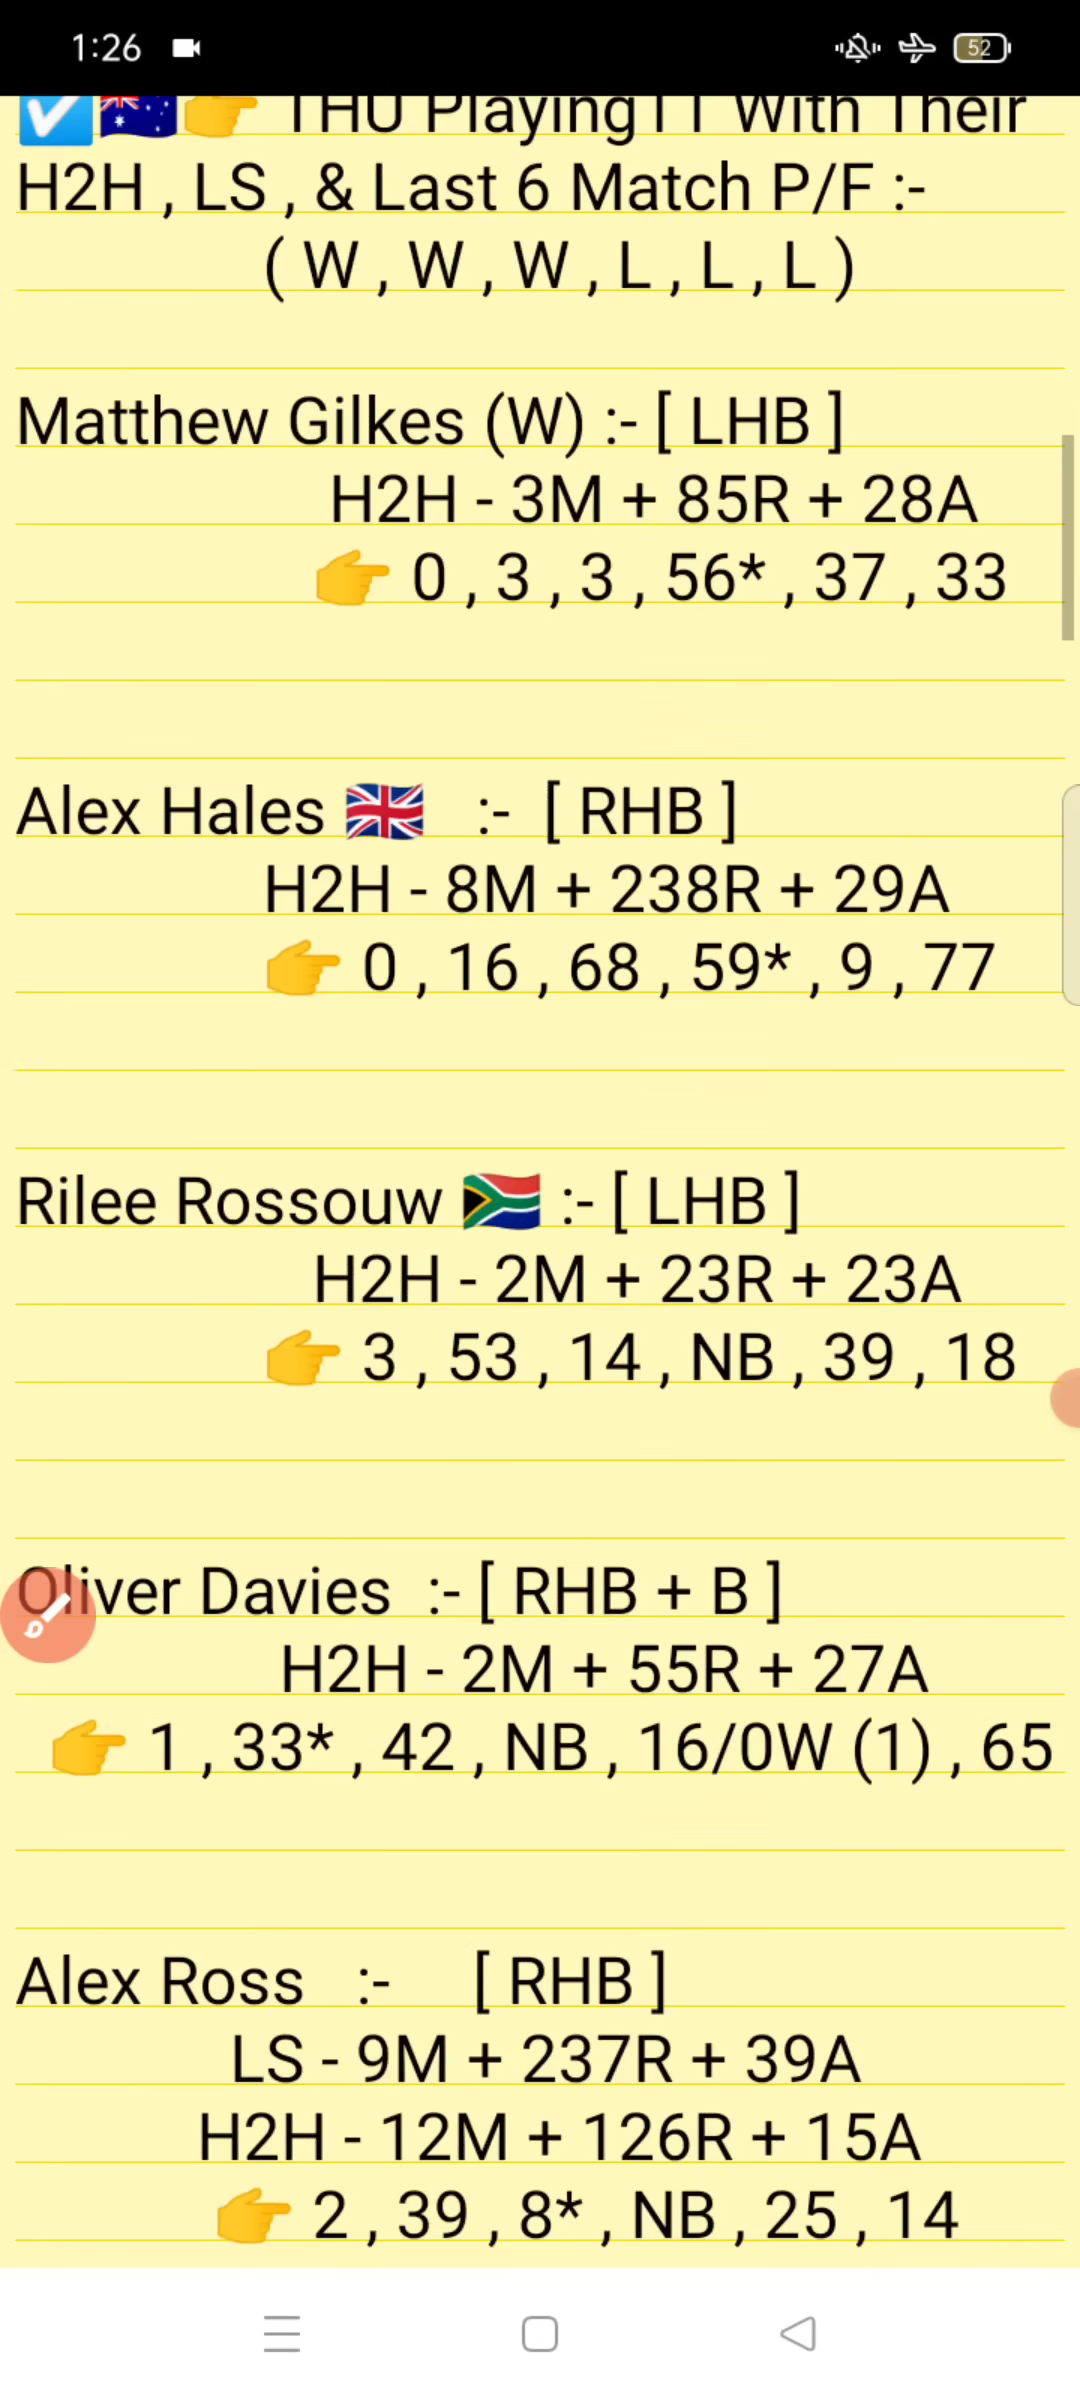 1:26 52
THU Playing11 With Their
H2H , LS , & Last 6 Match P/F :-
( W , W , W , L , L , L )
Matthew Gilkes (W) :- [ LHB ]
H2H - 3M + 85R + 28A
👉 0 , 3 , 3 , 56* , 37 , 33
Alex Hales 🇬🇧 :- [ RHB ]
H2H - 8M + 238R + 29A
👉 0 , 16 , 68 , 59* , 9 , 77
Rilee Rossouw 🇿🇦 :- [ LHB ]
H2H - 2M + 23R + 23A
👉 3 , 53 , 14 , NB , 39 , 18
Oliver Davies :- [ RHB + B ]
H2H - 2M + 55R + 27A
👉 1 , 33* , 42 , NB , 16/0W (1) , 65
Alex Ross :- [ RHB ]
LS - 9M + 237R + 39A
H2H - 12M + 126R + 15A
👉 2 , 39 , 8* , NB , 25 , 14